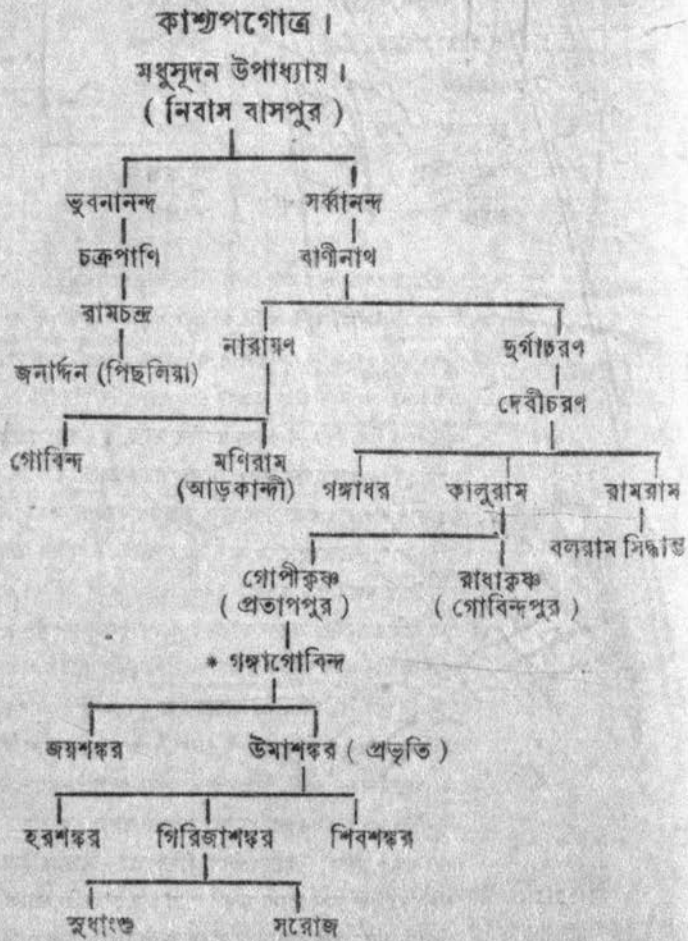 কাশ্যপগোত্র ।
মধুসূদন উপাধ্যায় ।
( নিবাস বাসপুর )
ভুবনানন্দ সর্ব্বানন্দ
চক্রপাণি বাণীনাথ
রামচন্দ্র
নারায়ণ দুর্গাচরণ
জনার্দ্দন (পিছলিয়া)
দেবীচরণ
গোবিন্দ মণিরাম
(আড়কান্দী) গঙ্গাধর কালুরাম রামরাম
বলরাম সিদ্ধান্ত
গোপীকৃষ্ণ রাধাকৃষ্ণ
( প্রতাপপুর ) ( গোবিন্দপুর )
* গঙ্গাগোবিন্দ
জয়শঙ্কর উমাশঙ্কর ( প্রভৃতি )
হরশঙ্কর গিরিজাশঙ্কর শিবশঙ্কর
সুধাংশু সরোজ